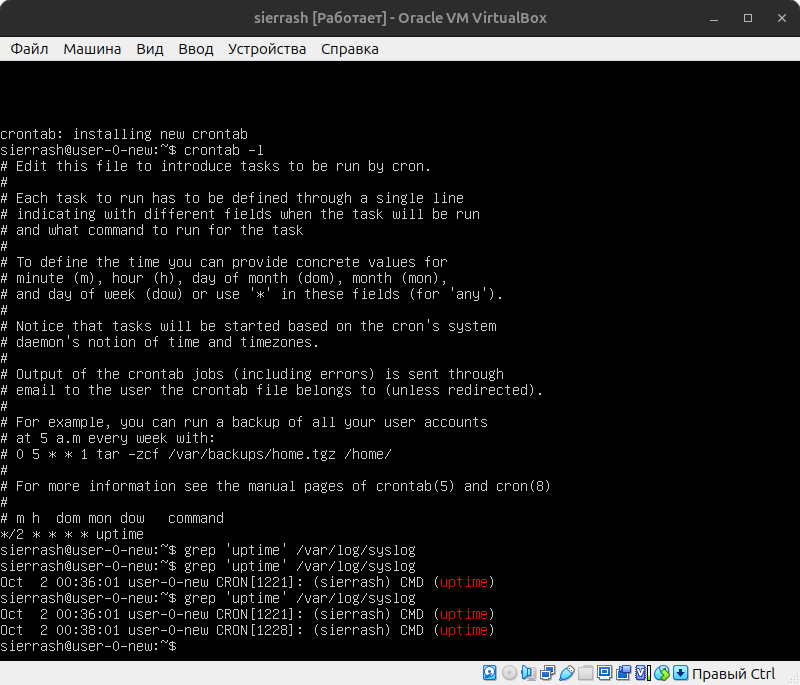 sierrash [Работает] - Oracle VM VirtualBox
Файл Машина Вид Ввод Устройства Справка
crontab: installing new crontab
sierrash@user-0-new:~$ crontab -l
# Edit this file to introduce tasks to be run by cron.
#
# Each task to run has to be defined through a single line
# indicating with different fields when the task will be run
# and what command to run for the task
#
# To define the time you can provide concrete values for
# minute (m), hour (h), day of month (dom), month (mon),
# and day of week (dow) or use '*' in these fields (for 'any').
#
# Notice that tasks will be started based on the cron's system
# daemon's notion of time and timezones.
#
# Output of the crontab jobs (including errors) is sent through
# email to the user the crontab file belongs to (unless redirected).
#
# For example, you can run a backup of all your user accounts
# at 5 a.m every week with:
# 0 5 * * 1 tar -zcf /var/backups/home.tgz /home/
#
# For more information see the manual pages of crontab(5) and cron(8)
#
# m h  dom mon dow   command
*/2 * * * * uptime
sierrash@user-0-new:~$ grep 'uptime' /var/log/syslog
sierrash@user-0-new:~$ grep 'uptime' /var/log/syslog
Oct  2 00:36:01 user-0-new CRON[1221]: (sierrash) CMD (uptime)
sierrash@user-0-new:~$ grep 'uptime' /var/log/syslog
Oct  2 00:36:01 user-0-new CRON[1221]: (sierrash) CMD (uptime)
Oct  2 00:38:01 user-0-new CRON[1228]: (sierrash) CMD (uptime)
sierrash@user-0-new:~$
Правый Ctrl